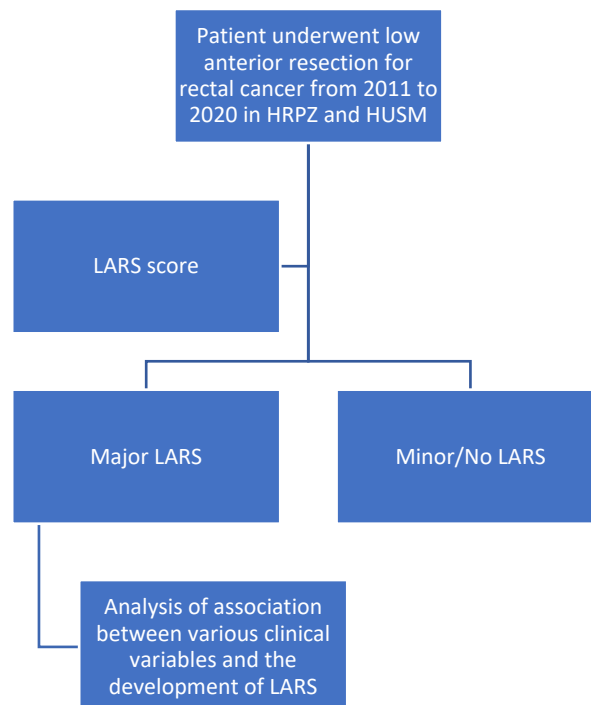 Patient underwent low
anterior resection for
rectal cancer from 2011 to
2020 in HRPZ and HUSM
LARS score
Major LARS
Minor/No LARS
Analysis of association
between various clinical
variables and the
development of LARS